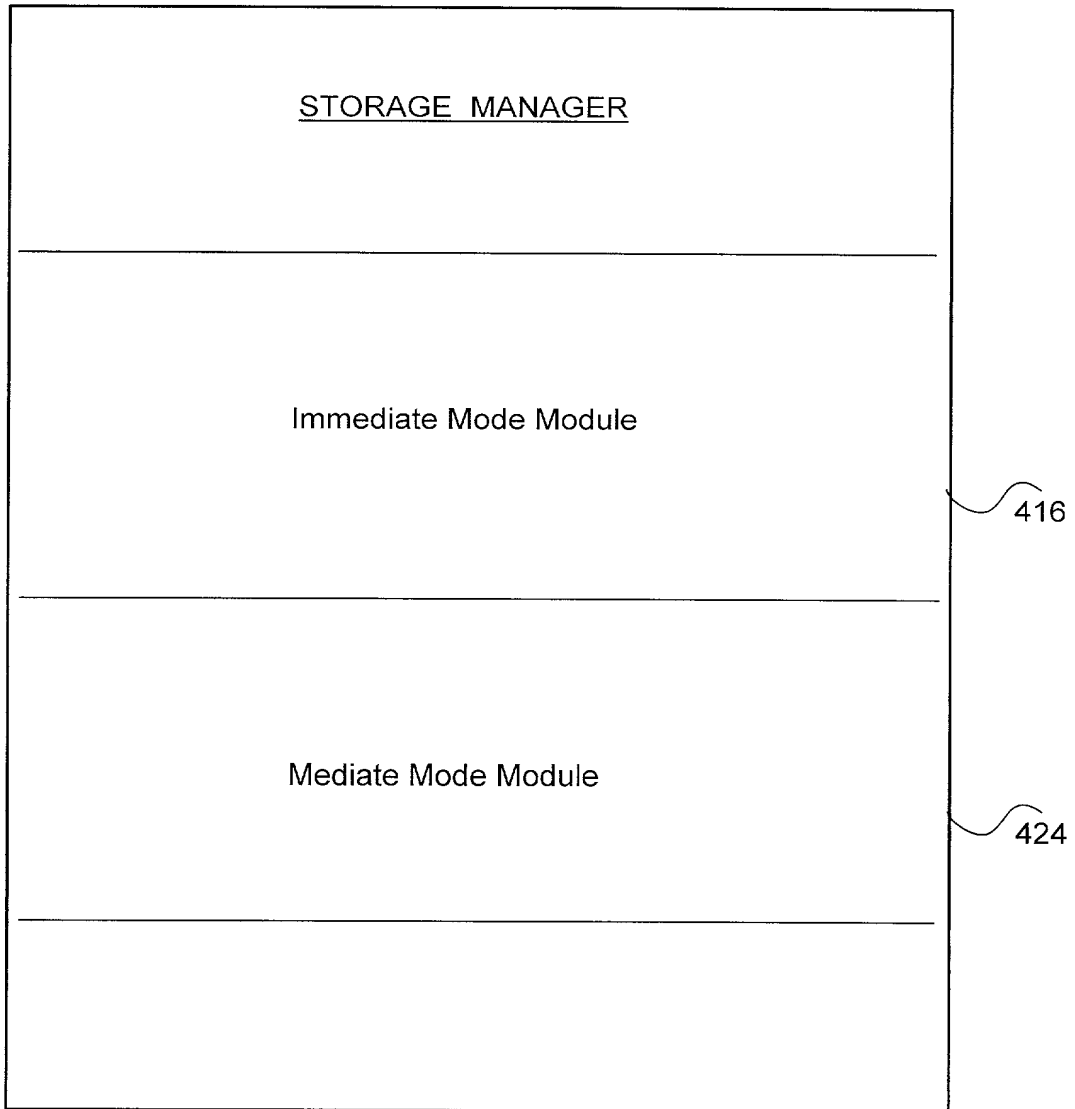 STORAGE MANAGER
Immediate Mode Module
416
Mediate Mode Module
424